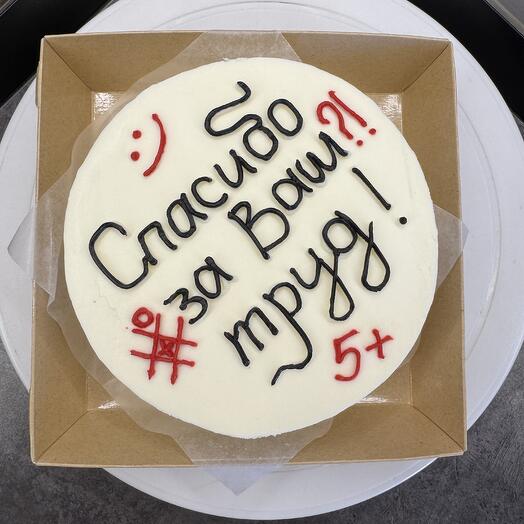 :)
~
?!
Спасибо
за Ваш
труд!
5+